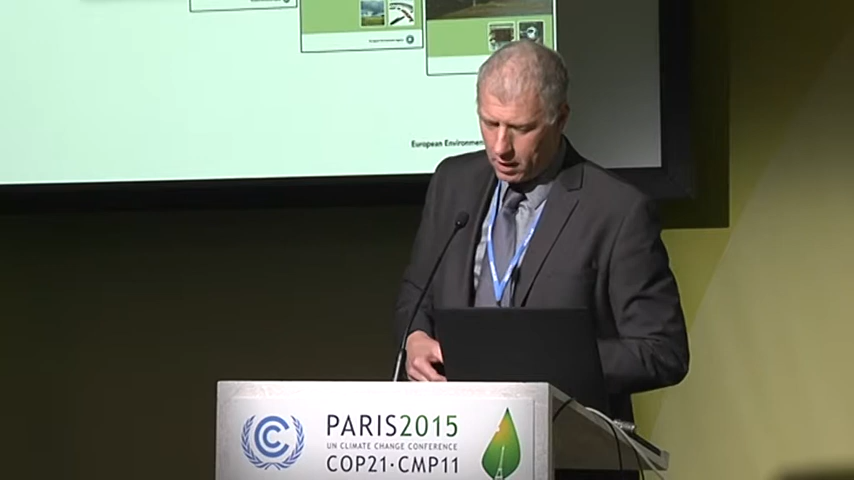 European Environment
PARIS2015
UN CLIMATE CHANGE CONFERENCE
COP21·CMP11